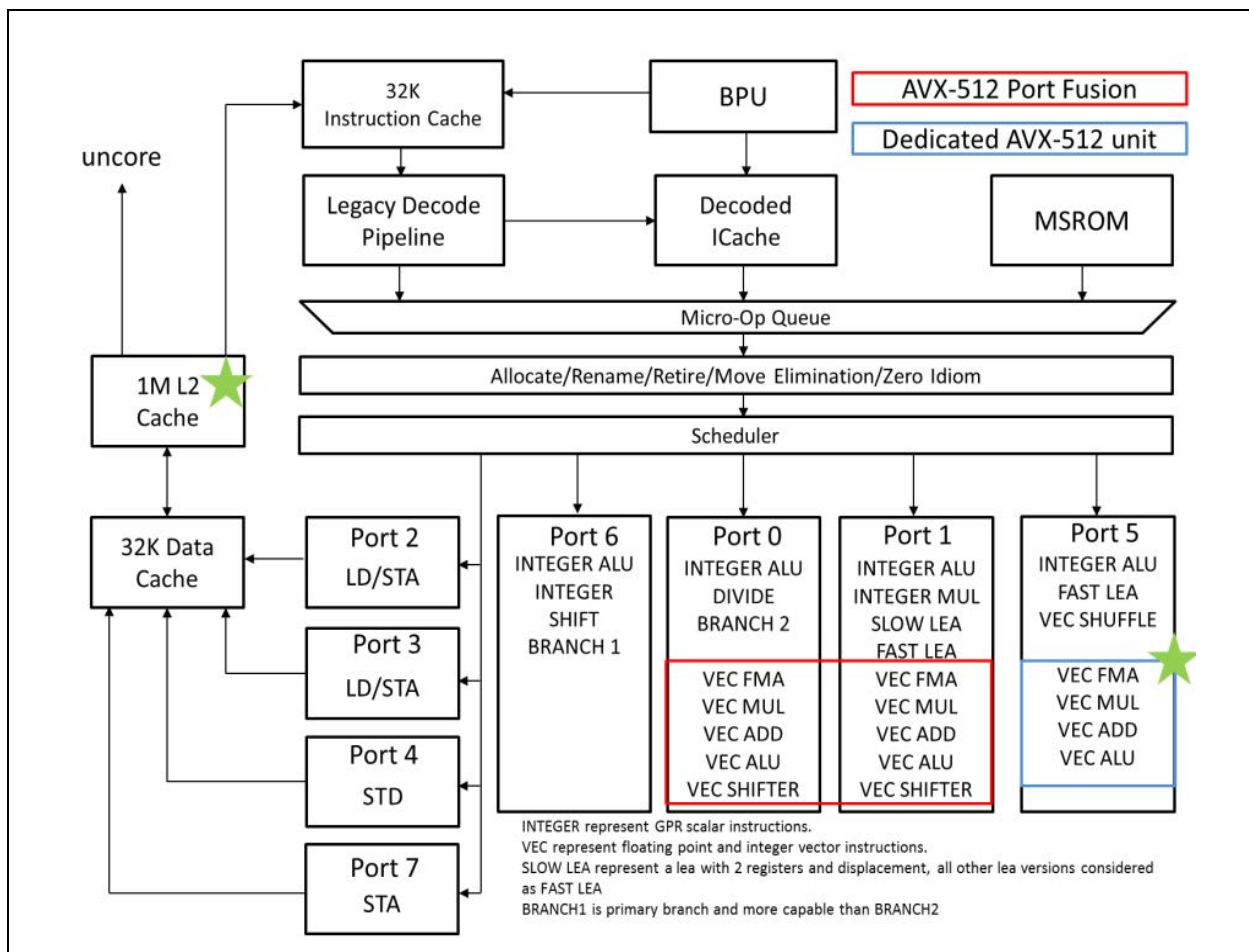 32K
Instruction Cache
BPU
AVX-512 Port Fusion
Dedicated AVX-512 unit
uncore
Legacy Decode
Pipeline
Decoded
ICache
MSROM
Micro-Op Queue
1M L2
Cache
Allocate/Rename/Retire/Move Elimination/Zero Idiom
Scheduler
32K Data
Cache
Port 2
LD/STA
Port 3
LD/STA
Port 4
STD
Port 7
STA
Port 6
INTEGER ALU
INTEGER
SHIFT
BRANCH 1
Port 0
INTEGER ALU
DIVIDE
BRANCH 2
VEC FMA
VEC MUL
VEC ADD
VEC ALU
VEC SHIFTER
Port 1
INTEGER ALU
INTEGER MUL
SLOW LEA
FAST LEA
VEC FMA
VEC MUL
VEC ADD
VEC ALU
VEC SHIFTER
Port 5
INTEGER ALU
FAST LEA
VEC SHUFFLE
VEC FMA
VEC MUL
VEC ADD
VEC ALU
INTEGER represent GPR scalar instructions.
VEC represent floating point and integer vector instructions.
SLOW LEA represent a lea with 2 registers and displacement, all other lea versions considered
as FAST LEA
BRANCH1 is primary branch and more capable than BRANCH2